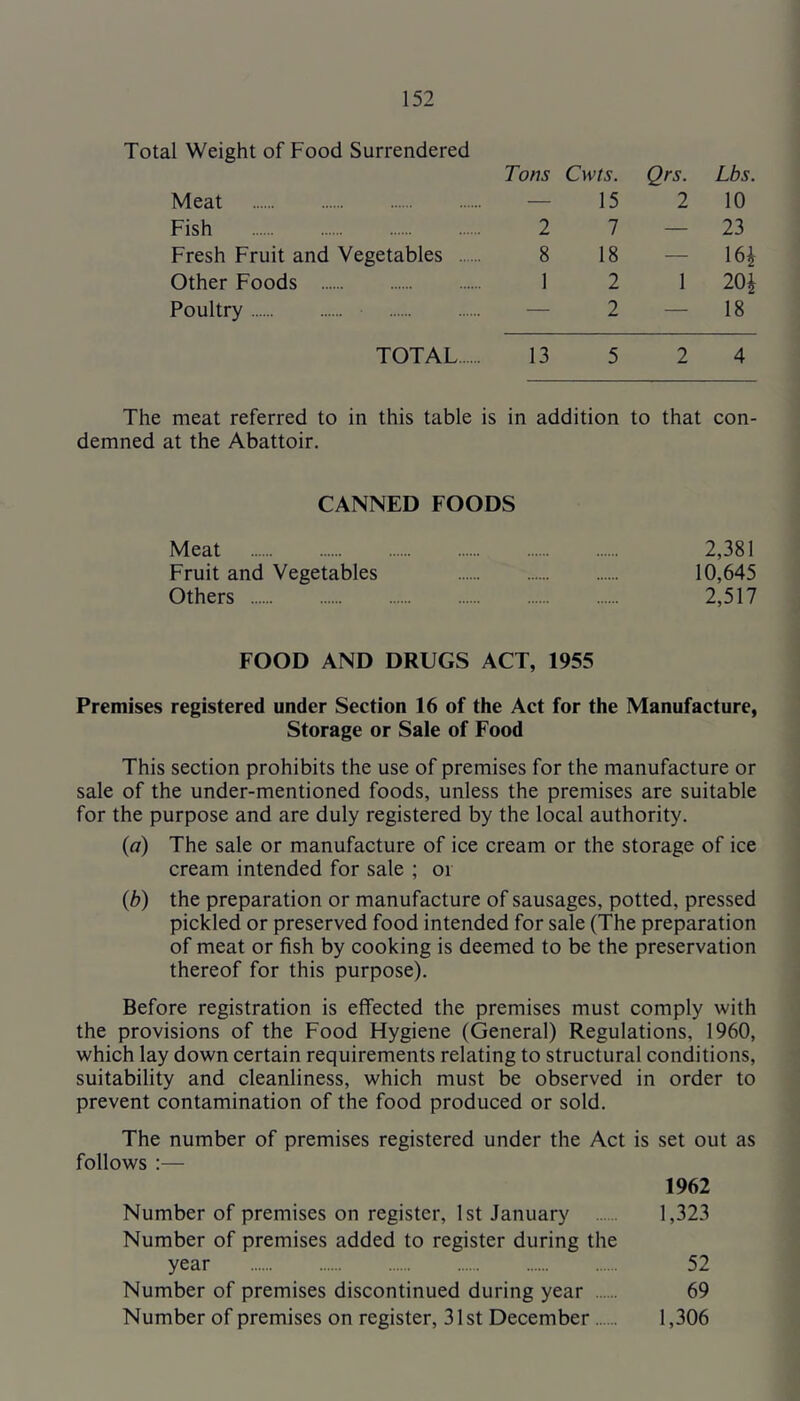 152
Total Weight of Food Surrendered
Tons Cwts. Qrs. Lbs.
Meat ...... ...... ...... ...... — 15 2 10
Fish ...... ...... ...... ...... 2 7 — 23
Fresh Fruit and Vegetables ...... 8 18 — 16½
Other Foods ...... ...... ...... 1 2 1 20½
Poultry ...... ...... ...... ...... — 2 — 18
TOTAL ...... 13 5 2 4
The meat referred to in this table is in addition to that con-
demned at the Abattoir.
CANNED FOODS
Meat ...... ...... ...... ...... ...... ...... 2,381
Fruit and Vegetables ...... ...... ...... 10,645
Others ...... ...... ...... ...... ...... ...... 2,517
FOOD AND DRUGS ACT, 1955
Premises registered under Section 16 of the Act for the Manufacture,
Storage or Sale of Food
This section prohibits the use of premises for the manufacture or
sale of the under-mentioned foods, unless the premises are suitable
for the purpose and are duly registered by the local authority.
(a) The sale or manufacture of ice cream or the storage of ice
cream intended for sale ; or
(b) the preparation or manufacture of sausages, potted, pressed
pickled or preserved food intended for sale (The preparation
of meat or fish by cooking is deemed to be the preservation
thereof for this purpose).
Before registration is effected the premises must comply with
the provisions of the Food Hygiene (General) Regulations, 1960,
which lay down certain requirements relating to structural conditions,
suitability and cleanliness, which must be observed in order to
prevent contamination of the food produced or sold.
The number of premises registered under the Act is set out as
follows :—
1962
Number of premises on register, 1st January ...... 1,323
Number of premises added to register during the
year ...... ...... ...... ...... ...... ...... 52
Number of premises discontinued during year ...... 69
Number of premises on register, 31st December ...... 1,306